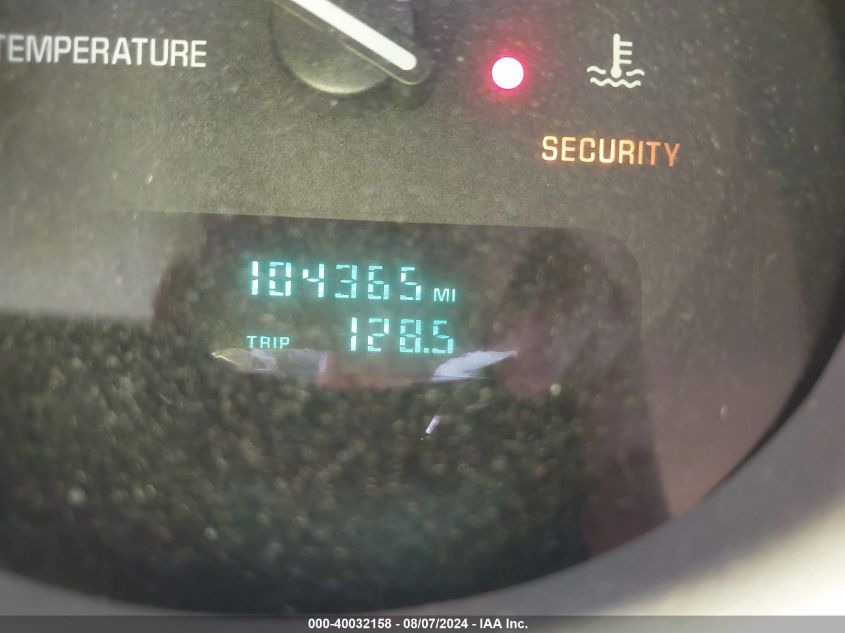 TEMPERATURE
SECURITY
104365 MI
TRIP 128.5
000-40032158 - 08/07/2024 - IAA Inc.